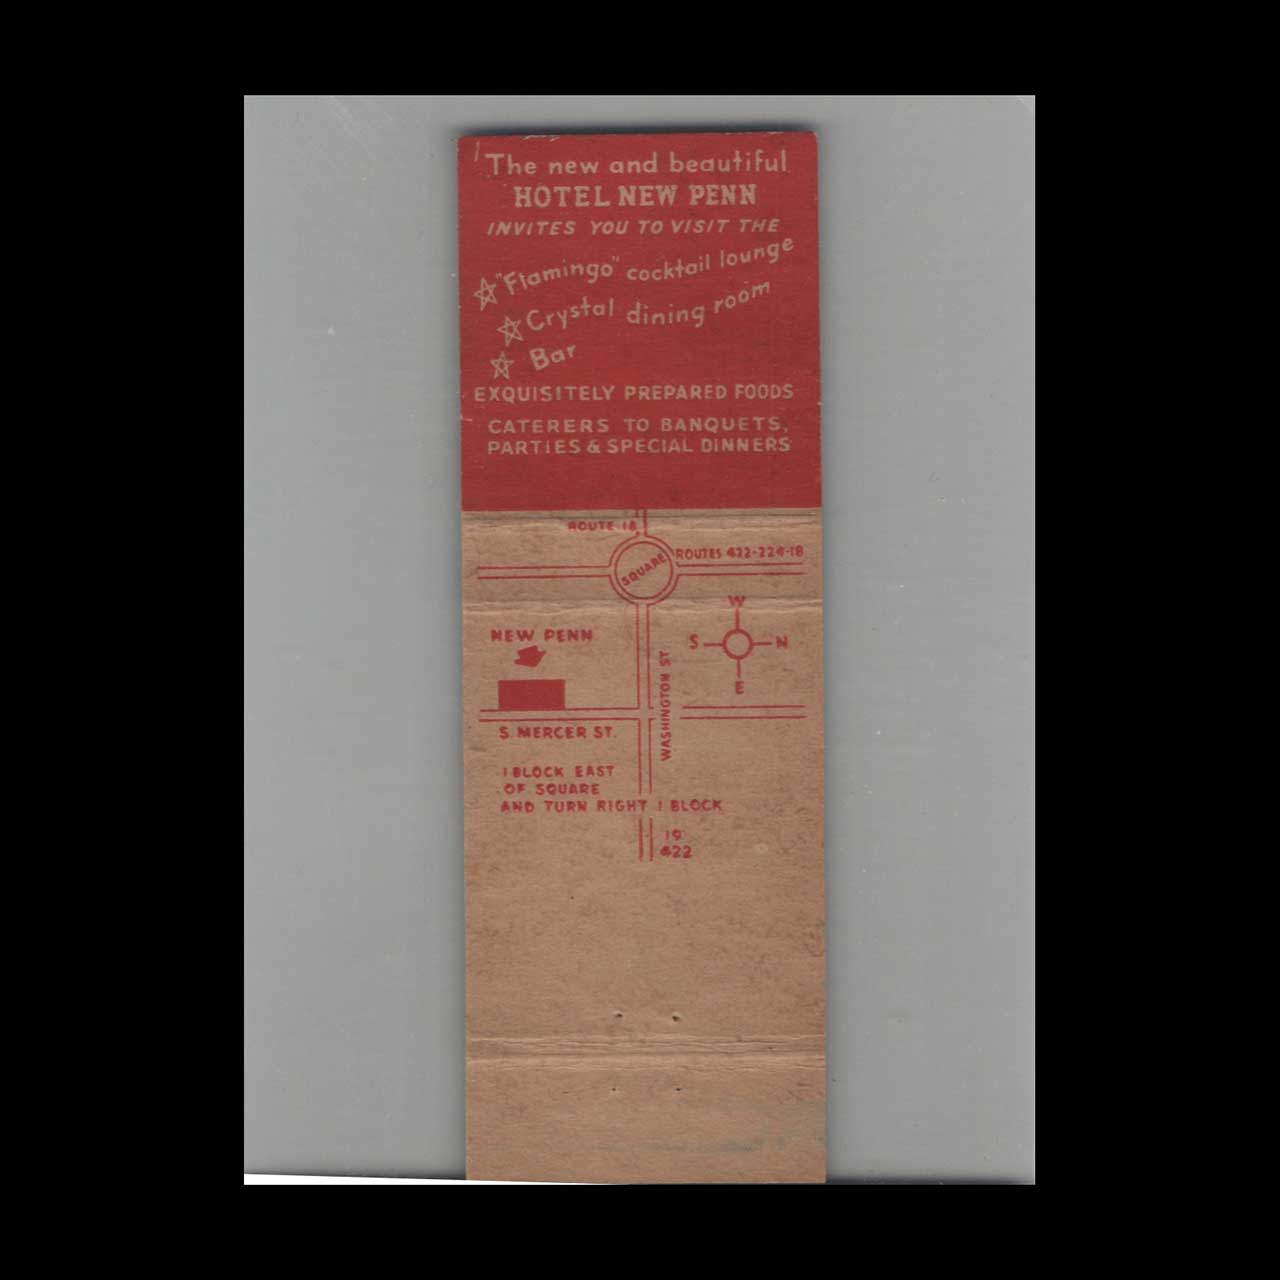 The new and beautiful
HOTEL NEW PENN
INVITES YOU TO VISIT THE
"Flamingo" cocktail lounge
Crystal dining room
Bar
EXQUISITELY PREPARED FOODS
CATERERS TO BANQUETS,
PARTIES & SPECIAL DINNERS
ROUTE 18
SQUARE
ROUTES 422-224-18
W
S
N
E
NEW PENN
WASHINGTON ST
S. MERCER ST.
1 BLOCK EAST
OF SQUARE
AND TURN RIGHT 1 BLOCK
19
422